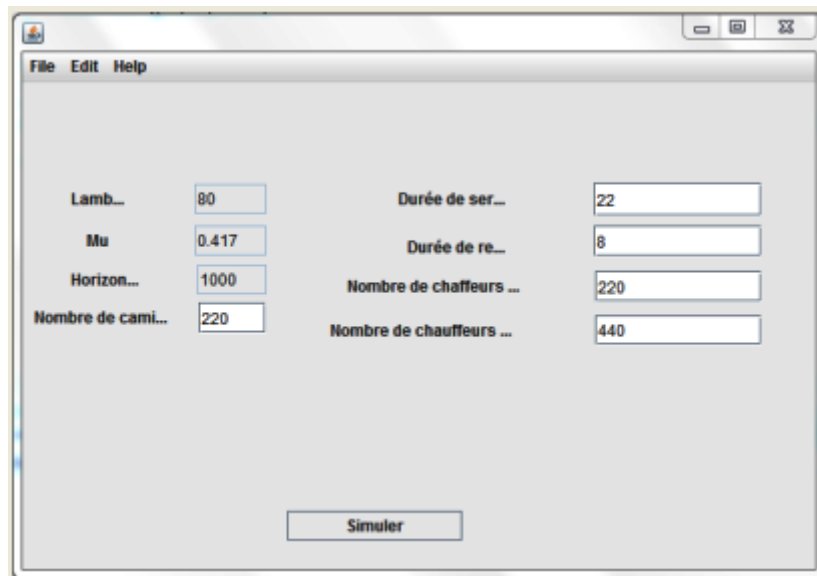 File Edit Help
Lamb... 80 Durée de ser... 22
Mu 0.417 Durée de re... 8
Horizon... 1000 Nombre de chaffeurs ... 220
Nombre de cami... 220 Nombre de chauffeurs ... 440
Simuler